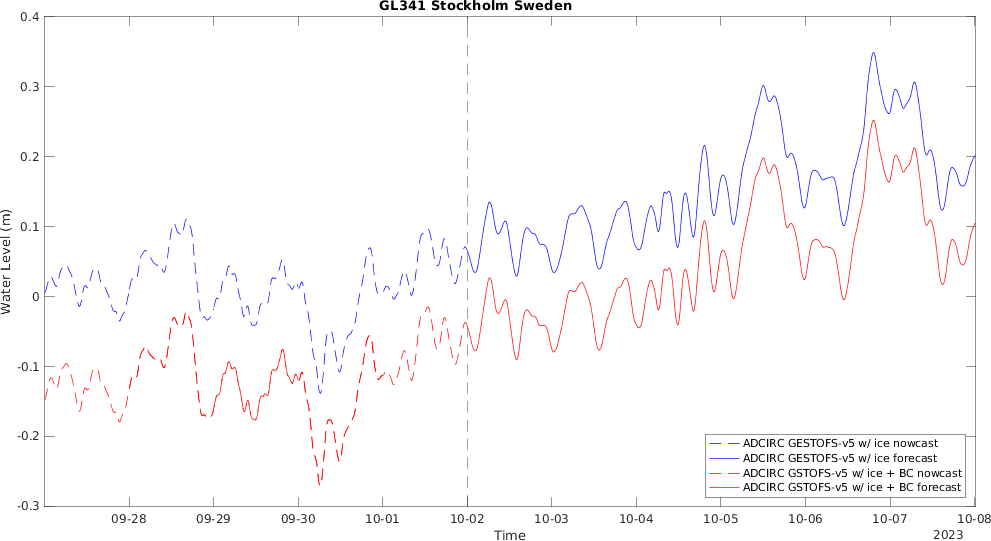 GL341 Stockholm Sweden
0.4
0.3
0.2
0.1
0
-0.1
-0.2
-0.3
Water Level (m)
ADCIRC GESTOFS-v5 w/ ice nowcast
ADCIRC GESTOFS-v5 w/ ice forecast
ADCIRC GSTOFS-v5 w/ ice + BC nowcast
ADCIRC GSTOFS-v5 w/ ice + BC forecast
09-28 09-29 09-30 10-01 10-02 10-03 10-04 10-05 10-06 10-07 10-08
Time
2023